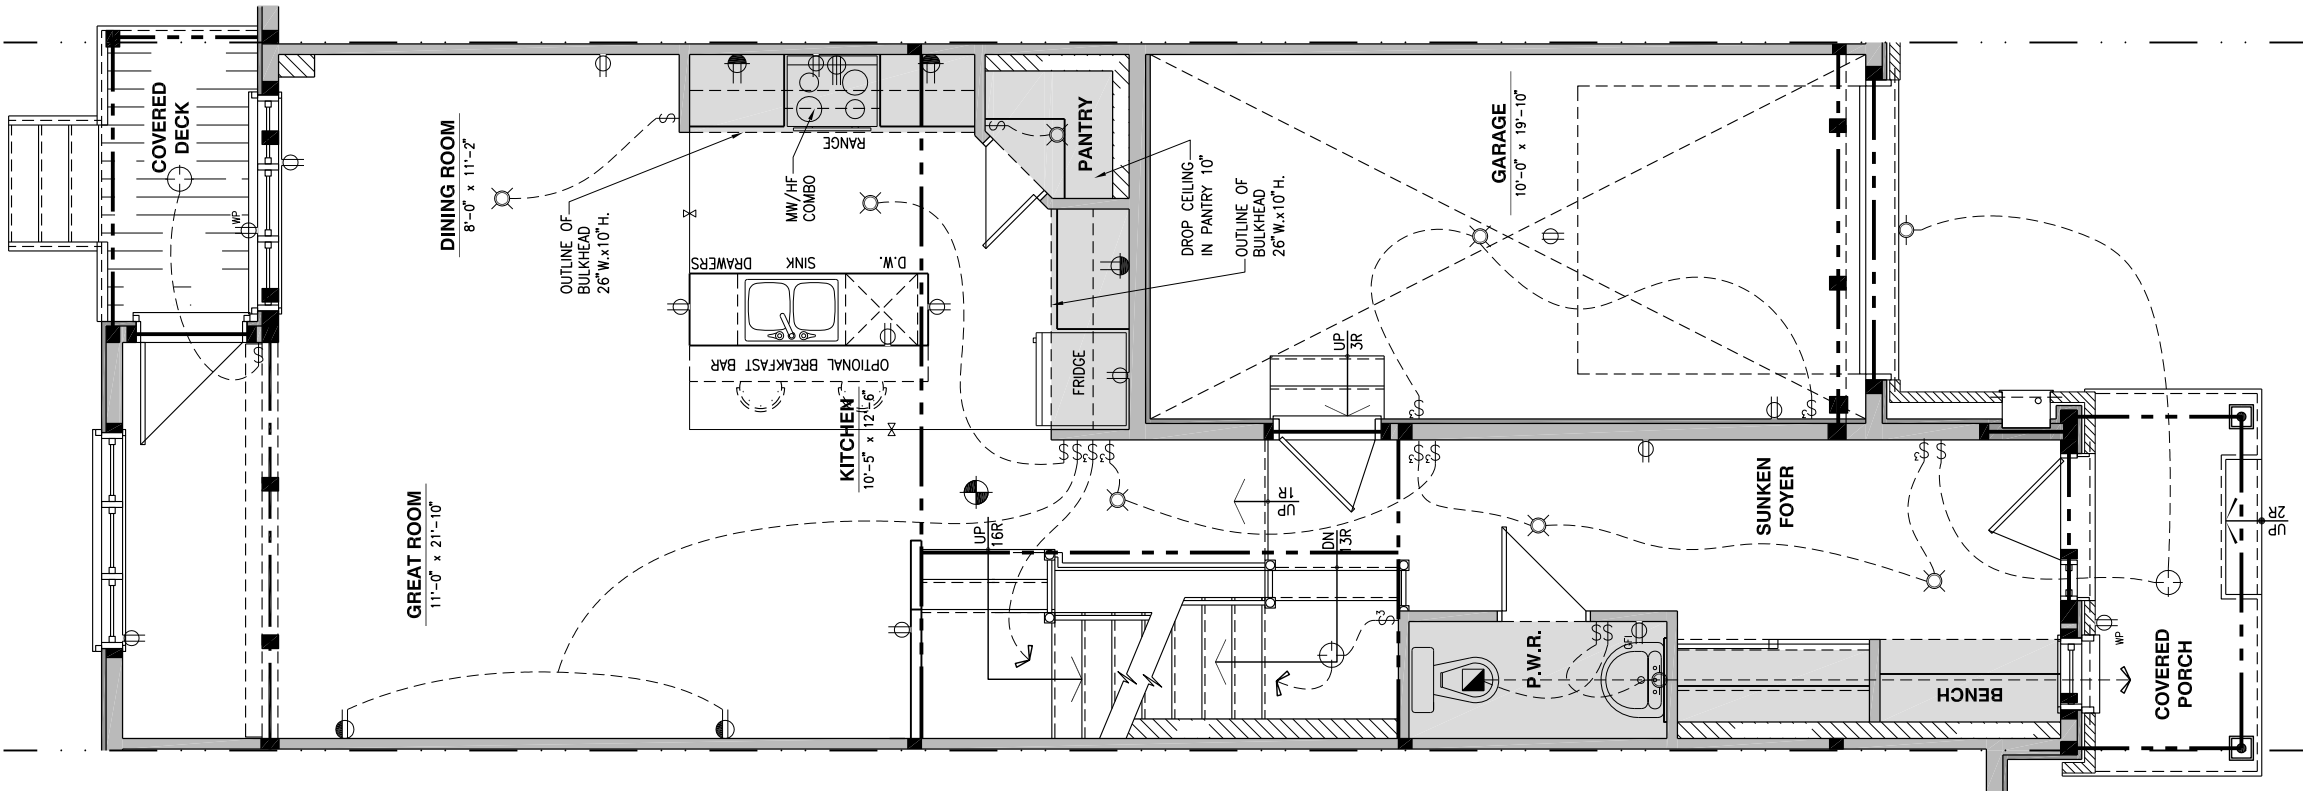 COVERED
DECK
WP
DINING ROOM
8'-0" x 11'-2"
GREAT ROOM
11'-0" x 21'-10"
OUTLINE OF
BULKHEAD
26"W.x10"H.
RANGE
MW/HF
COMBO
DRAWERS
SINK
D.W.
OPTIONAL BREAKFAST BAR
KITCHEN
10'-5" x 12'-6"
PANTRY
FRIDGE
DROP CEILING
IN PANTRY 10"
OUTLINE OF
BULKHEAD
26"W.x10"H.
GARAGE
10'-0" x 19'-10"
UP
3R
UP
1R
UP
16R
DN
13R
P.W.R.
GFI
SUNKEN
FOYER
BENCH
WP
COVERED
PORCH
UP
2R